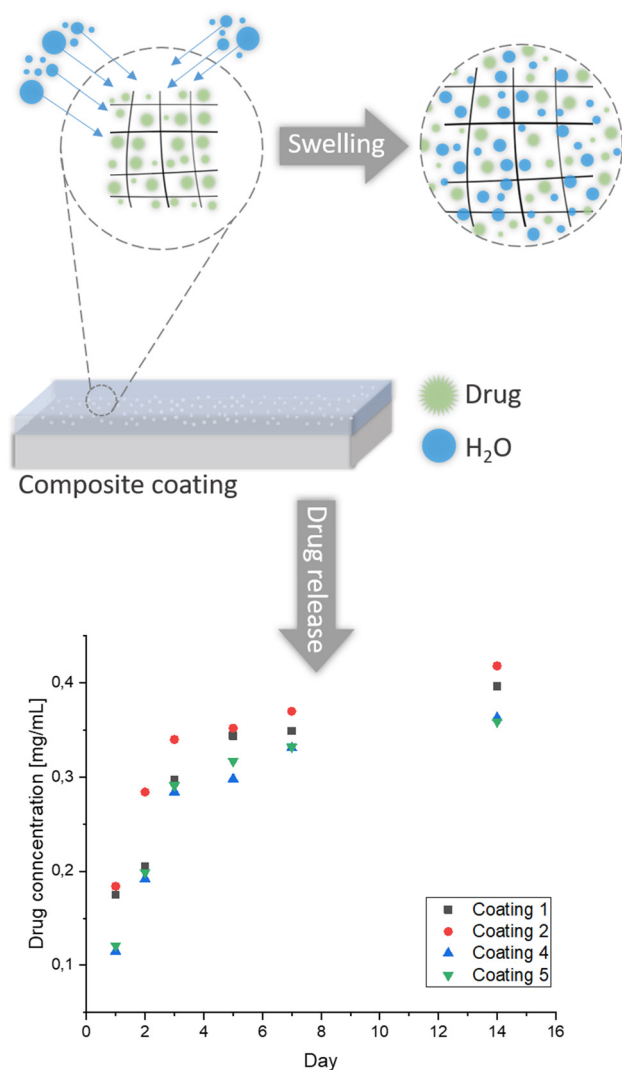 Swelling
Drug
H₂O
Composite coating
Drug release
0,4
0,3
0,2
0,1
Drug conncentration [mg/mL]
Coating 1
Coating 2
Coating 4
Coating 5
0 2 4 6 8 10 12 14 16
Day